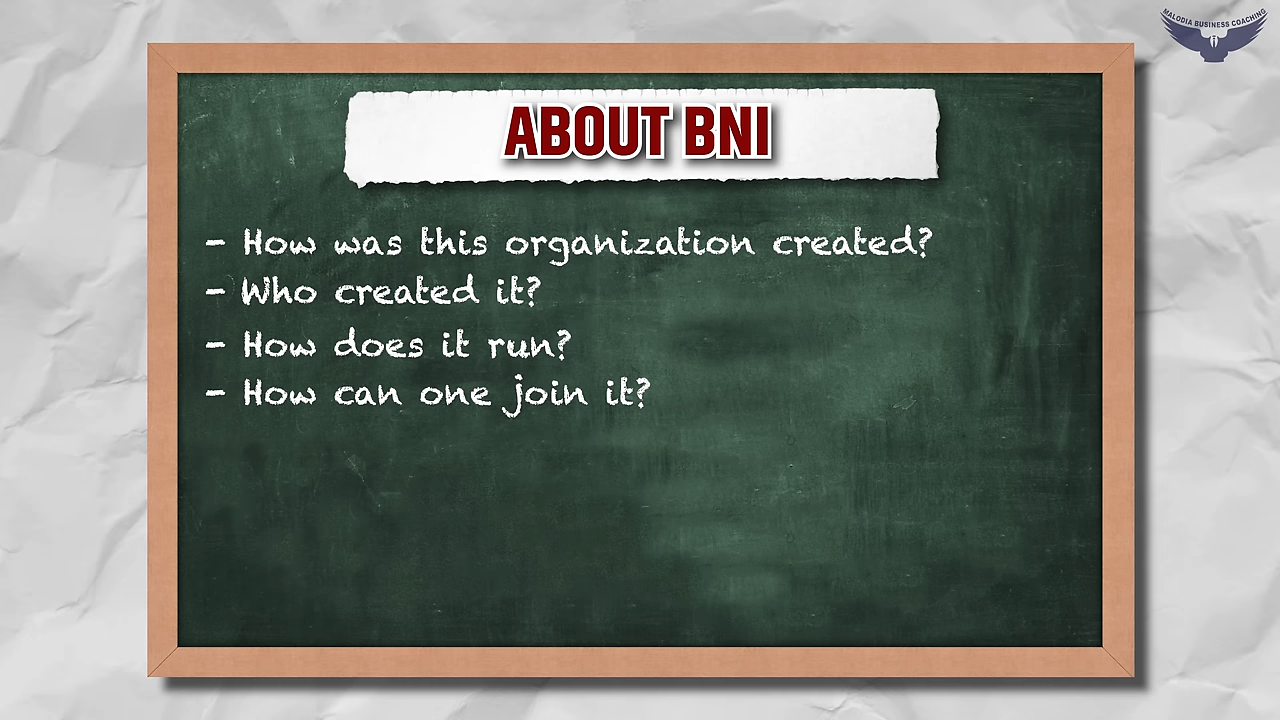 MALODIA BUSINESS COACHING
ABOUT BNI
- How was this organization created?
- Who created it?
- How does it run?
- How can one join it?